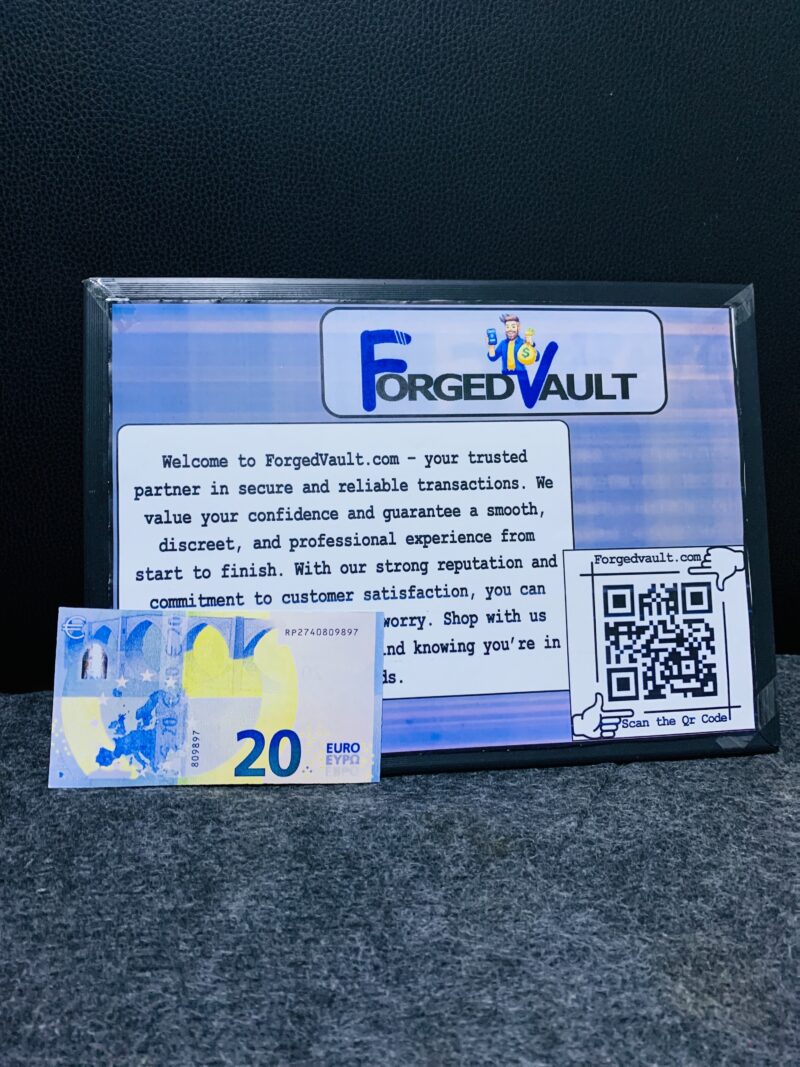 FORGEDVAULT
Welcome to ForgedVault.com – your trusted
partner in secure and reliable transactions. We
value your confidence and guarantee a smooth,
discreet, and professional experience from
start to finish. With our strong reputation and
commitment to customer satisfaction, you can
worry. Shop with us
knowing you're in
Forgedvault.com
Scan the Qr Code
RP2740809897
809897
20
EURO
ΕΥΡΩ
ЕВРО